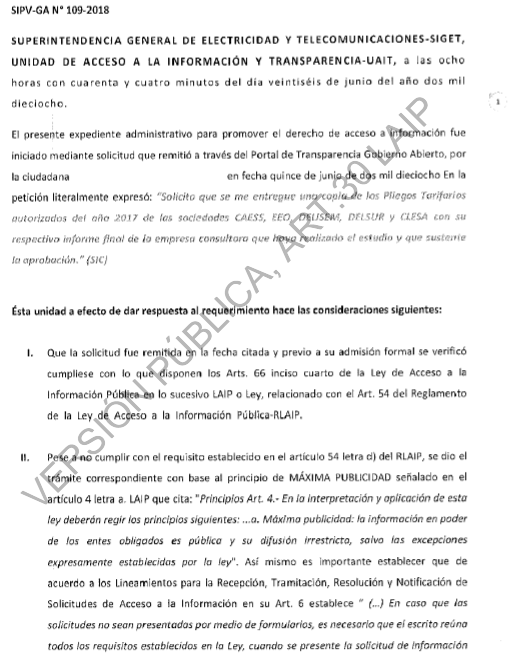 SIPV-GA N° 109-2018
SUPERINTENDENCIA GENERAL DE ELECTRICIDAD Y TELECOMUNICACIONES-SIGET,
UNIDAD DE ACCESO A LA INFORMACIÓN Y TRANSPARENCIA-UAIT, a las ocho
horas con cuarenta y cuatro minutos del día veintiséis de junio del año dos mil
dieciocho.
1
El presente expediente administrativo para promover el derecho de acceso a información fue
iniciado mediante solicitud que remitió a través del Portal de Transparencia Gobierno Abierto, por
la ciudadana en fecha quince de junio de dos mil dieciocho En la
petición literalmente expresó: "Solicito que se me entregue una copia de los Pliegos Tarifarios
autorizados del año 2017 de las sociedades CAESS, EEO, DEUSEM, DELSUR y CLESA con su
respectivo informe final de la empresa consultora que haya realizado el estudio y que sustente
la aprobación." (SIC)
Ésta unidad a efecto de dar respuesta al requerimiento hace las consideraciones siguientes:
I. Que la solicitud fue remitida en la fecha citada y previo a su admisión formal se verificó
cumpliese con lo que disponen los Arts. 66 inciso cuarto de la Ley de Acceso a la
Información Pública en lo sucesivo LAIP o Ley, relacionado con el Art. 54 del Reglamento
de la Ley de Acceso a la Información Pública-RLAIP.
II. Pese a no cumplir con el requisito establecido en el artículo 54 letra d) del RLAIP, se dio el
trámite correspondiente con base al principio de MÁXIMA PUBLICIDAD señalado en el
artículo 4 letra a. LAIP que cita: "Principios Art. 4.- En la interpretación y aplicación de esta
ley deberán regir los principios siguientes: ...a. Máxima publicidad: la información en poder
de los entes obligados es pública y su difusión irrestricta, salvo las excepciones
expresamente establecidas por la ley". Así mismo es importante establecer que de
acuerdo a los Lineamientos para la Recepción, Tramitación, Resolución y Notificación de
Solicitudes de Acceso a la Información en su Art. 6 establece " (...) En caso que las
solicitudes no sean presentadas por medio de formularios, es necesario que el escrito reúna
todos los requisitos establecidos en la Ley, cuando se presente la solicitud de información
VERSIÓN PÚBLICA, ART.30 LAIP